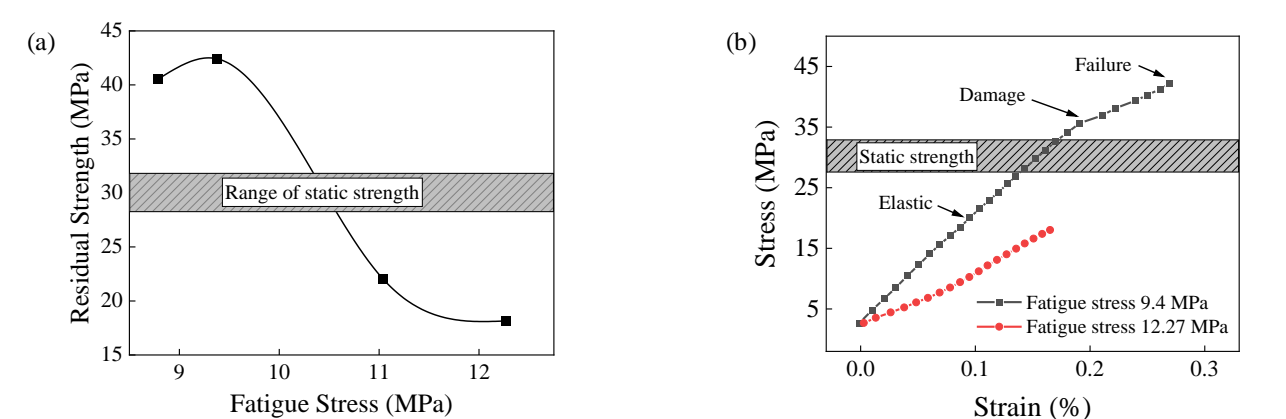 (a)
Residual Strength (MPa)
45
40
35
30
25
20
15
Range of static strength
9
10
11
12
Fatigue Stress (MPa)
(b)
Stress (MPa)
45
35
25
15
5
Failure
Damage
Static strength
Elastic
Fatigue stress 9.4 MPa
Fatigue stress 12.27 MPa
0.0
0.1
0.2
0.3
Strain (%)